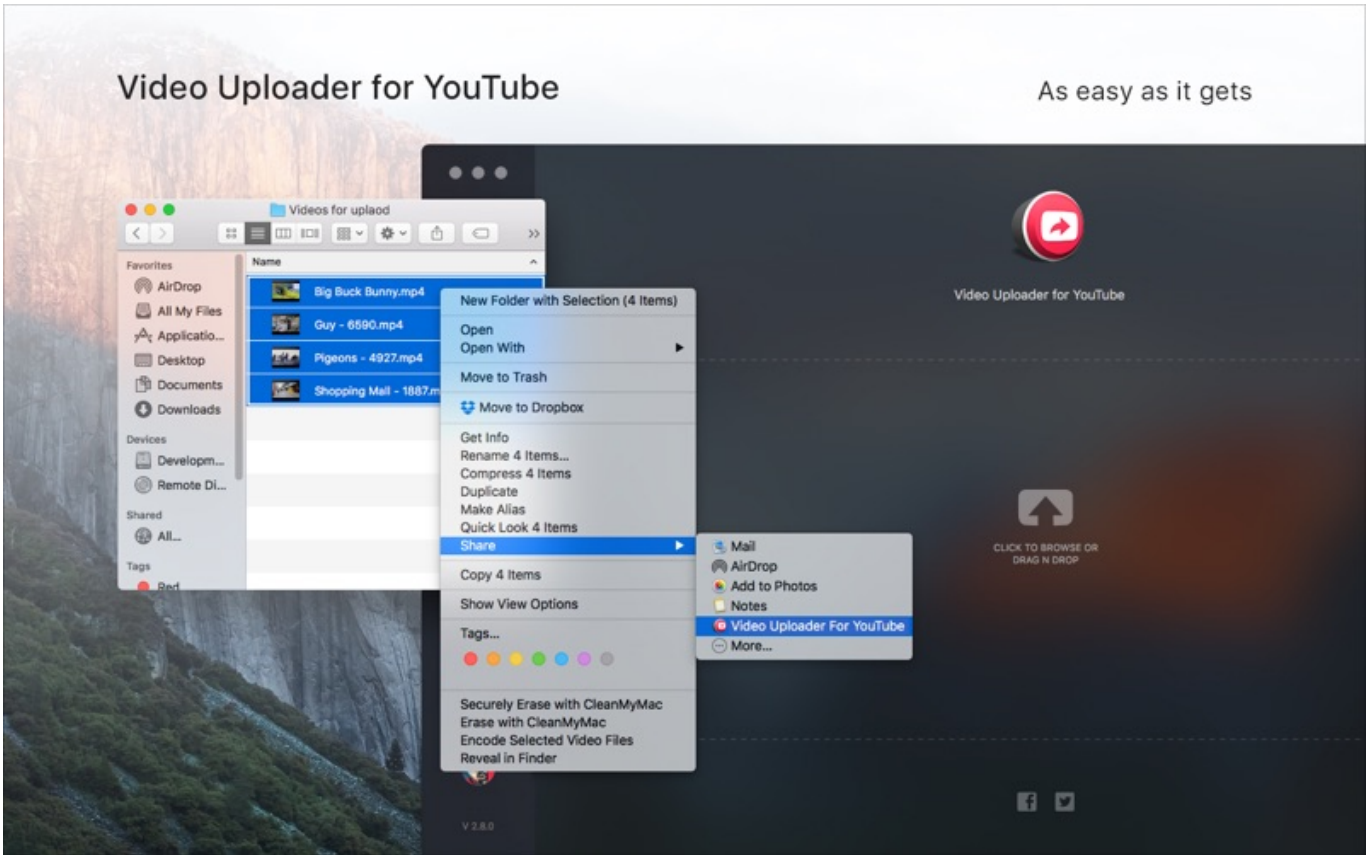 Video Uploader for YouTube
As easy as it gets
Videos for uplaod
Favorites
AirDrop
All My Files
Applicatio...
Desktop
Documents
Downloads
Devices
Developm...
Remote Di...
Shared
All...
Tags
Red
Name
Big Buck Bunny.mp4
Guy - 6590.mp4
Pigeons - 4927.mp4
Shopping Mall - 1887.m
New Folder with Selection (4 Items)
Open
Open With
Move to Trash
Move to Dropbox
Get Info
Rename 4 Items...
Compress 4 Items
Duplicate
Make Alias
Quick Look 4 Items
Share
Copy 4 Items
Show View Options
Tags...
Securely Erase with CleanMyMac
Erase with CleanMyMac
Encode Selected Video Files
Reveal in Finder
Mail
AirDrop
Add to Photos
Notes
Video Uploader For YouTube
More...
Video Uploader for YouTube
CLICK TO BROWSE OR
DRAG N DROP
V 2.8.0